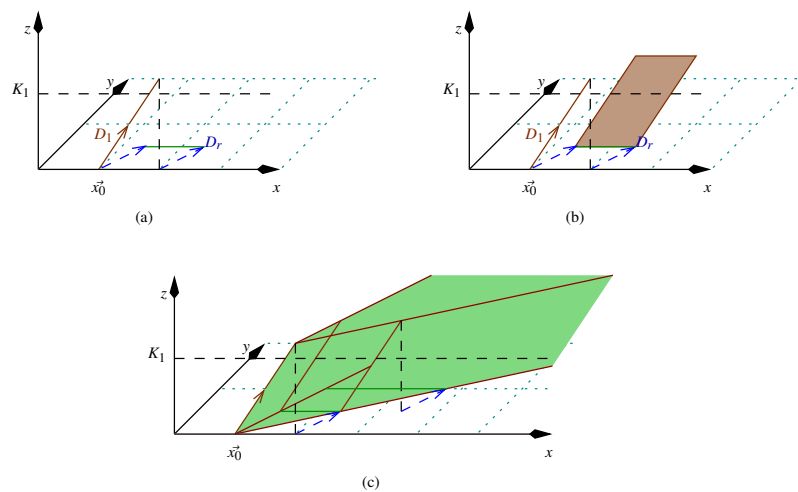 z
y
K₁
D₁
Dᵣ
x⃗₀
x
(a)
z
y
K₁
D₁
Dᵣ
x⃗₀
x
(b)
z
y
K₁
x⃗₀
x
(c)